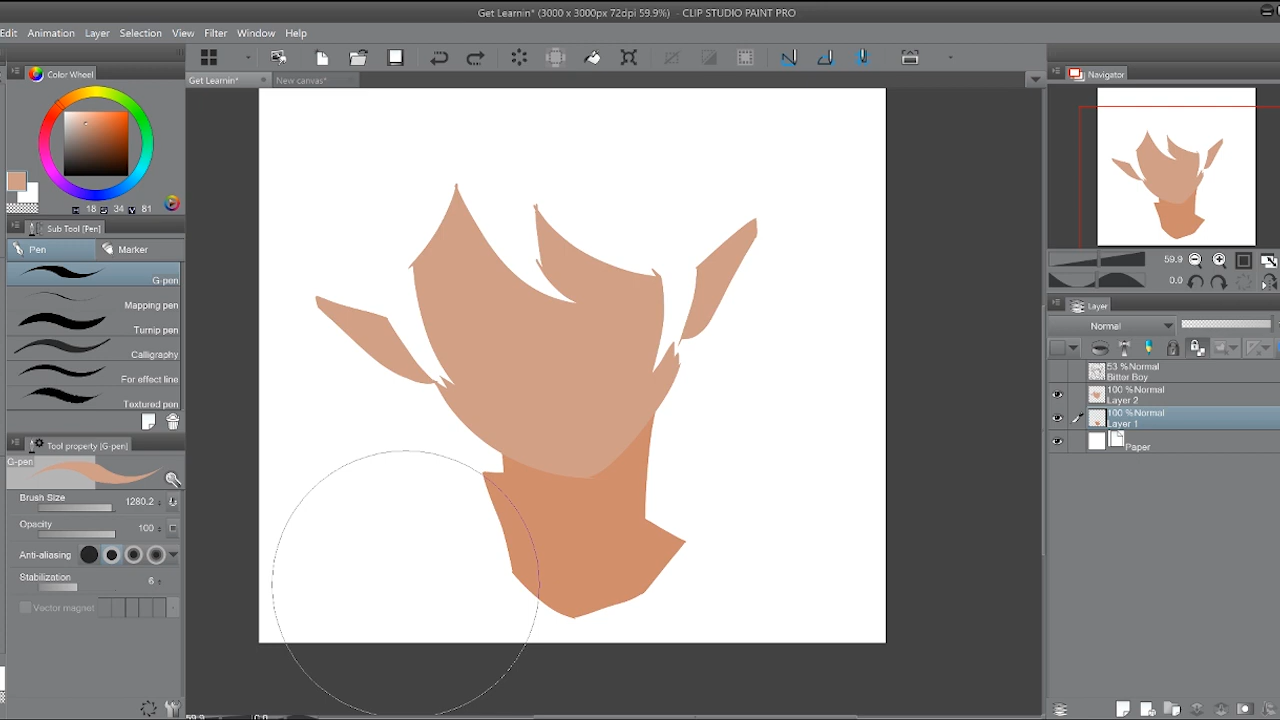 Get Learnin* (3000 x 3000px 72dpi 59.9%) - CLIP STUDIO PAINT PRO
Edit Animation Layer Selection View Filter Window Help
Get Learnin* New canvas*
Color Wheel
H 18 S 34 V 81
Sub Tool [Pen]
Pen Marker
G-pen
Mapping pen
Turnip pen
Calligraphy
For effect line
Textured pen
Tool property [G-pen]
G-pen
Brush Size 1280.2
Opacity 100
Anti-aliasing
Stabilization 6
Vector magnet
59.9 0.0
Navigator
59.9
0.0
Layer
Normal
53 %Normal
Bitter Boy
100 %Normal
Layer 2
100 %Normal
Layer 1
Paper